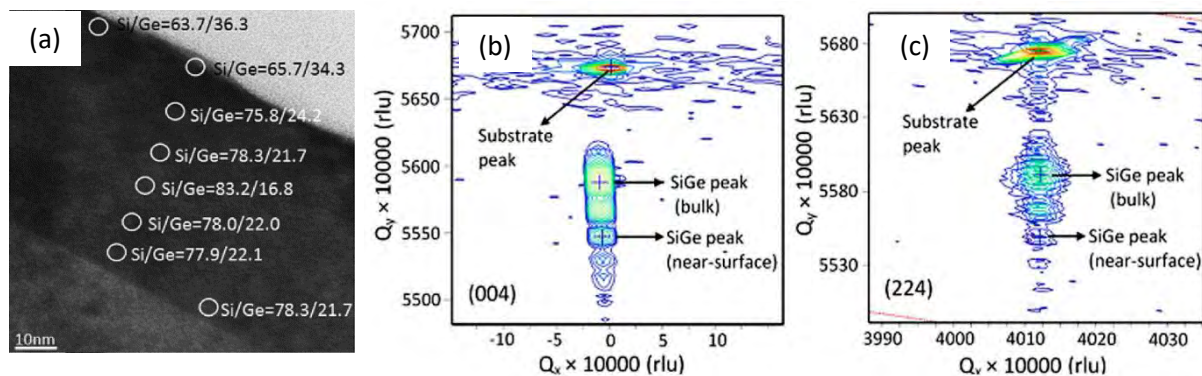 (a)
Si/Ge=63.7/36.3
Si/Ge=65.7/34.3
Si/Ge=75.8/24.2
Si/Ge=78.3/21.7
Si/Ge=83.2/16.8
Si/Ge=78.0/22.0
Si/Ge=77.9/22.1
Si/Ge=78.3/21.7
10nm
(b)
Qy × 10000 (rlu)
5700
5650
5600
5550
5500
Substrate
peak
SiGe peak
(bulk)
SiGe peak
(near-surface)
(004)
-10
-5
0
5
10
Qx × 10000 (rlu)
(c)
Qy × 10000 (rlu)
5680
5630
5580
5530
Substrate
peak
SiGe peak
(bulk)
SiGe peak
(near-surface)
(224)
3990
4000
4010
4020
4030
Qy × 10000 (rlu)